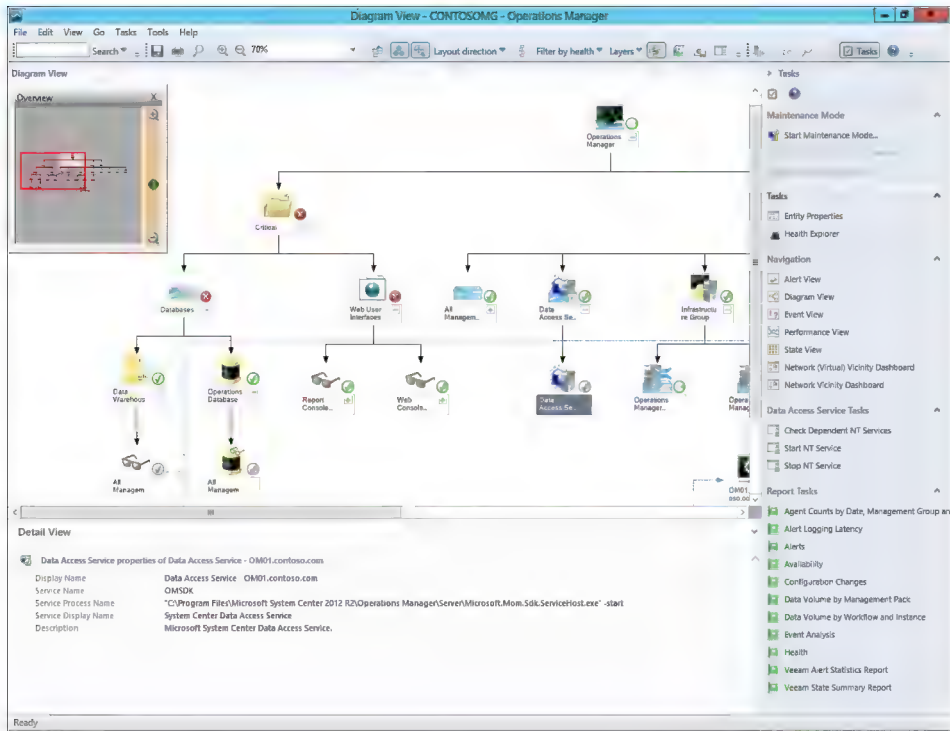 Diagram View - CONTOSOMG - Operations Manager
File Edit View Go Tasks Tools Help
Search 70% Layout direction Filter by health Layers Tasks
Diagram View
Overview
Operations
Manager
Critical
Databases
Web User
Interfaces
All
Managem..
Data
Access Se..
Infrastructu
re Group
Data
Warehous
Operations
Database
Report
Consola..
Web
Consola..
Data
Access Se..
Operations
Manager..
Opera
Manag
All
Managem
All
Managem
OM01.
Detail View
Data Access Service properties of Data Access Service - OM01.contoso.com
Display Name Data Access Service OM01.contoso.com
Service Name OMSDK
Service Process Name "C:\Program Files\Microsoft System Center 2012 R2\Operations Manager\Server\Microsoft.Mom.Sdk.ServiceHost.exe" -start
Service Display Name System Center Data Access Service
Description Microsoft System Center Data Access Service.
Ready
Tasks
Maintenance Mode
Start Maintenance Mode...
Tasks
Entity Properties
Health Explorer
Navigation
Alert View
Diagram View
Event View
Performance View
State View
Network (Virtual) Vicinity Dashboard
Network Vicinity Dashboard
Data Access Service Tasks
Check Dependent NT Services
Start NT Service
Stop NT Service
Report Tasks
Agent Counts by Date, Management Group an
Alert Logging Latency
Alerts
Availability
Configuration Changes
Data Volume by Management Pack
Data Volume by Workflow and Instance
Event Analysis
Health
Veeam Alert Statistics Report
Veeam State Summary Report